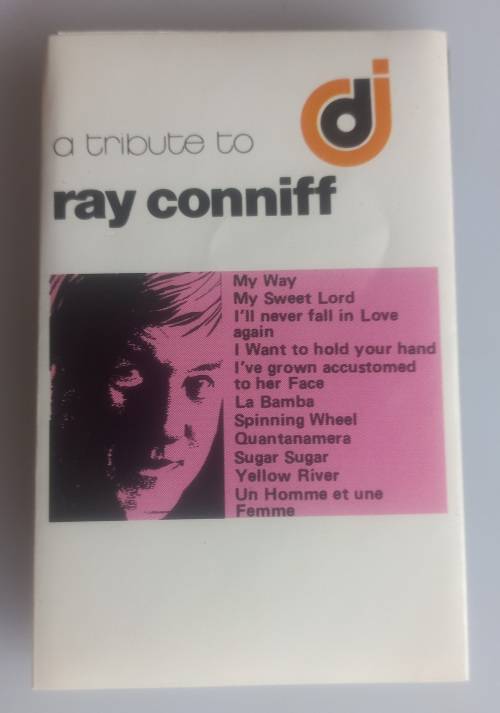 dj
a tribute to
ray conniff
My Way
My Sweet Lord
I'll never fall in Love
again
I Want to hold your hand
I've grown accustomed
to her Face
La Bamba
Spinning Wheel
Quantanamera
Sugar Sugar
Yellow River
Un Homme et une
Femme